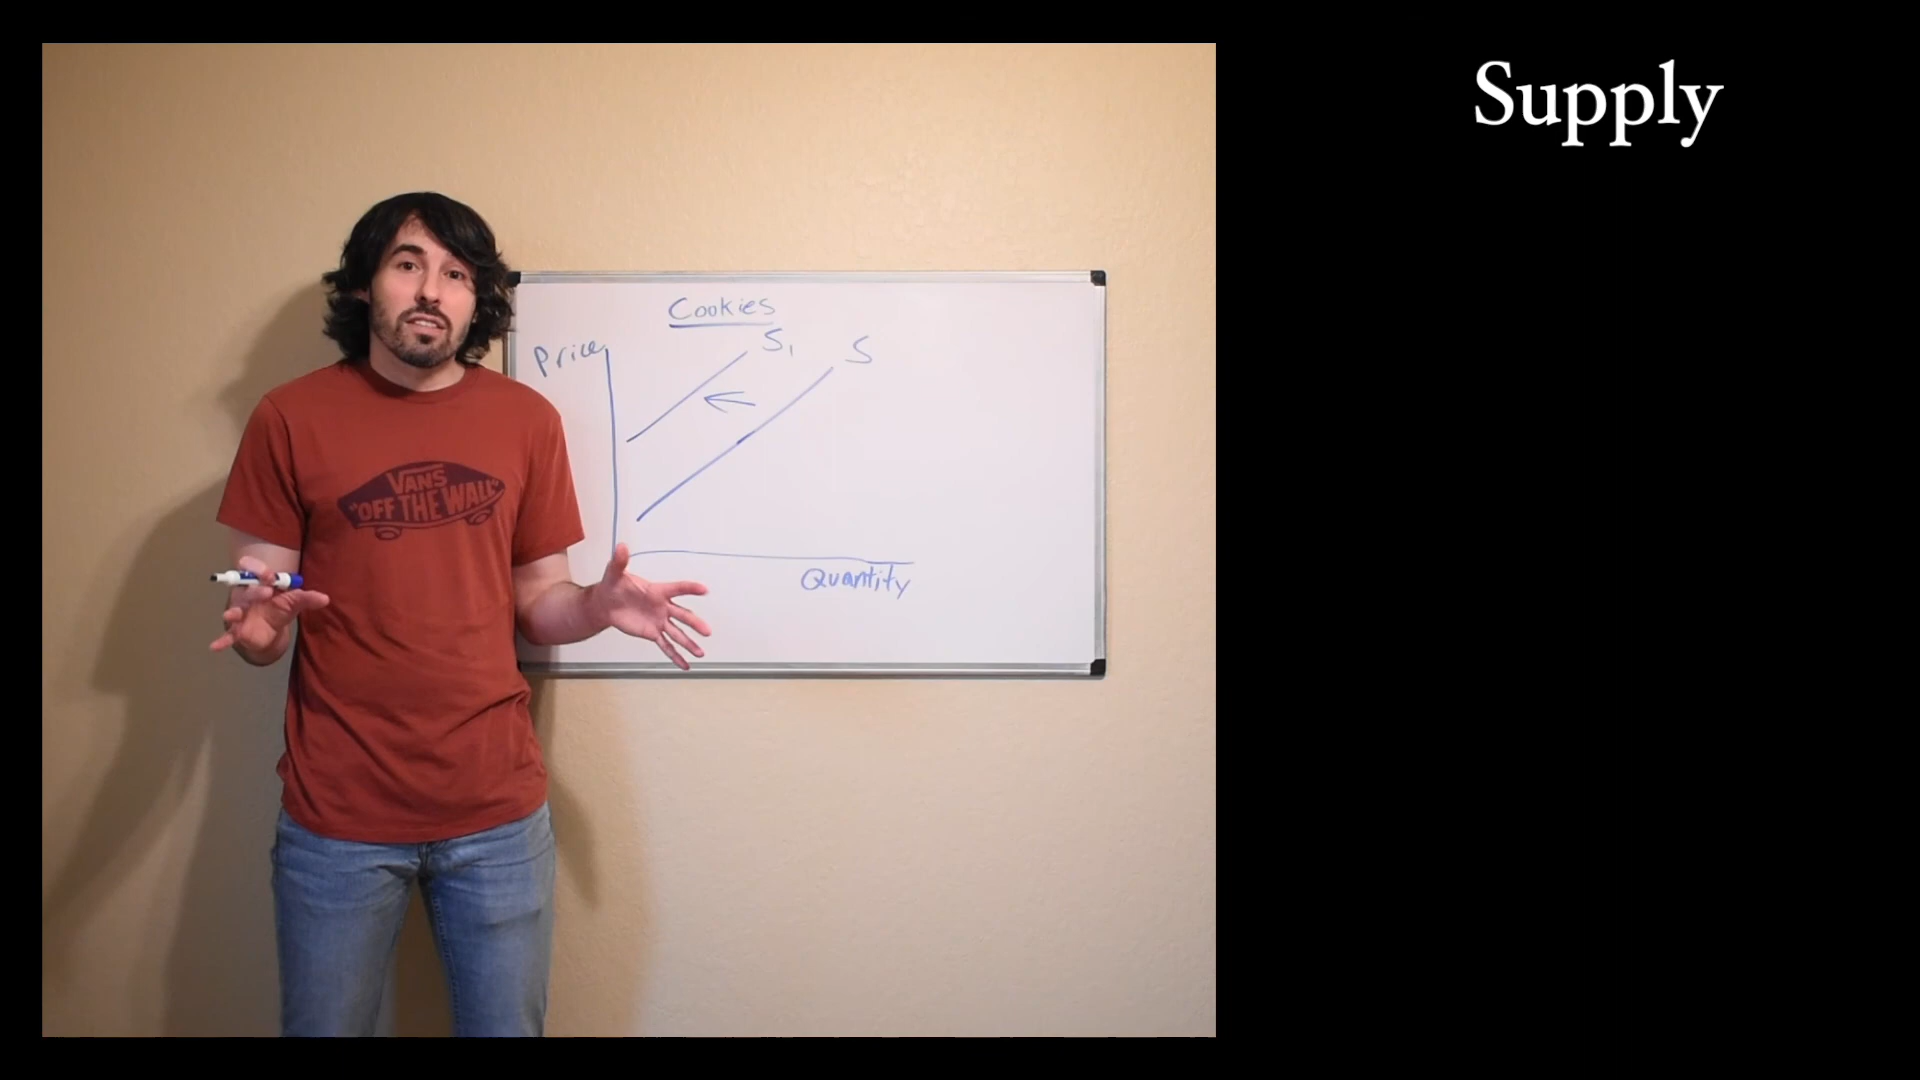 Supply
Cookies
Price
S₁
S
Quantity
VANS
"OFF THE WALL"